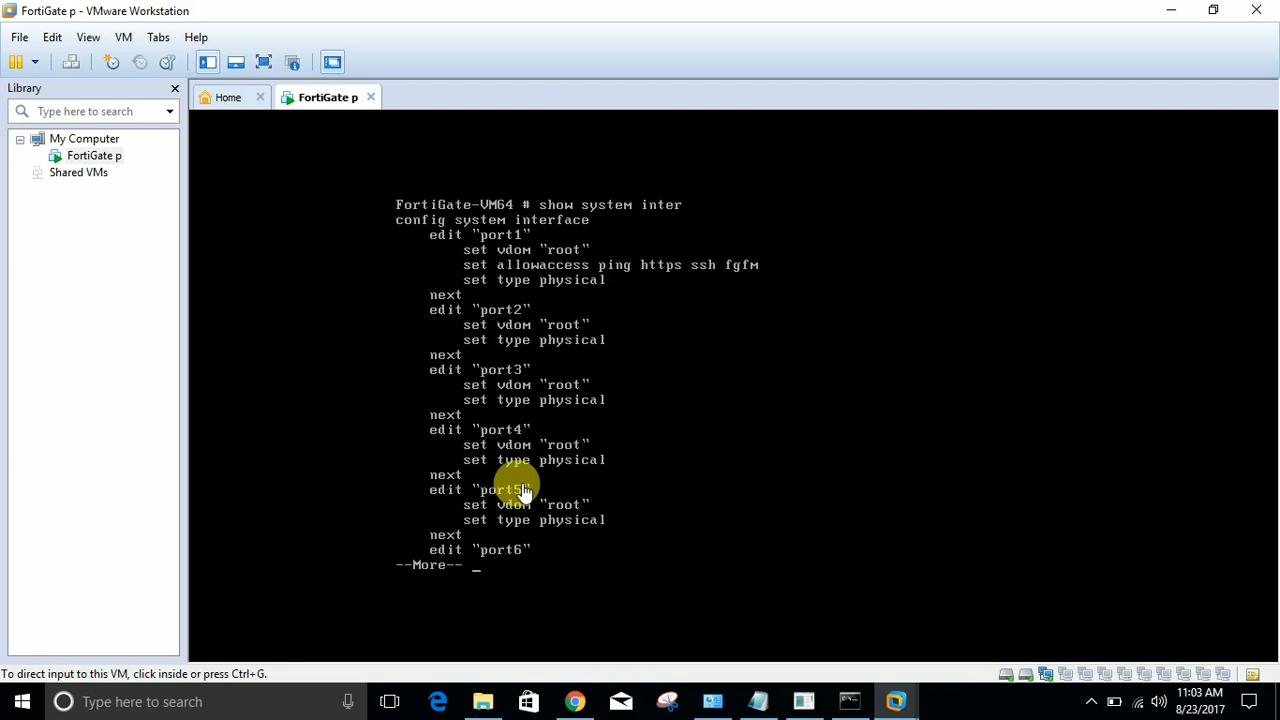 FortiGate p - VMware Workstation
File Edit View VM Tabs Help
Library
Type here to search
My Computer
FortiGate p
Shared VMs
Home
FortiGate p
FortiGate-VM64 # show system inter
config system interface
edit "port1"
set vdom "root"
set allowaccess ping https ssh fgfm
set type physical
next
edit "port2"
set vdom "root"
set type physical
next
edit "port3"
set vdom "root"
set type physical
next
edit "port4"
set vdom "root"
set type physical
next
edit "port5"
set vdom "root"
set type physical
next
edit "port6"
--More-- _
To direct input to this VM, click inside or press Ctrl+G.
Type here to search
11:03 AM
8/23/2017